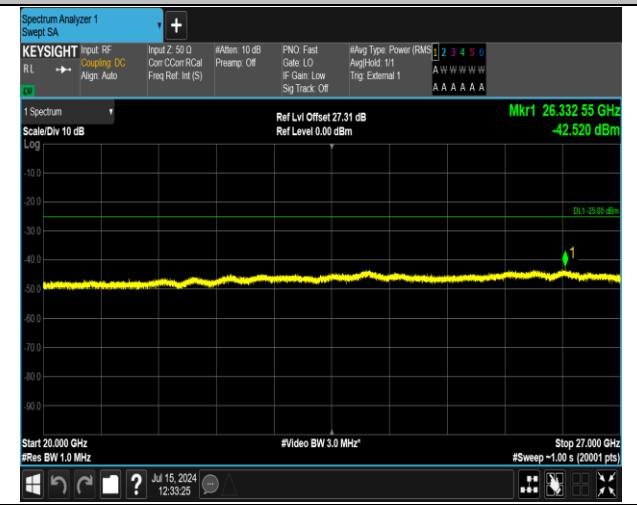 Spectrum Analyzer 1
Swept SA
+
KEYSIGHT
RL
LXI
Input: RF
Coupling: DC
Align: Auto
Input Z: 50 Ω
Corr CCorr RCal
Freq Ref: Int (S)
#Atten: 10 dB
Preamp: Off
PNO: Fast
Gate: LO
IF Gain: Low
Sig Track: Off
#Avg Type: Power (RMS
Avg|Hold: 1/1
Trig: External 1
1 2 3 4 5 6
A W W W W W
A A A A A A
1 Spectrum
Scale/Div 10 dB
Ref Lvl Offset 27.31 dB
Ref Level 0.00 dBm
Mkr1 26.332 55 GHz
-42.520 dBm
Log
-10.0
-20.0
DL1 -25.00 dBm
-30.0
-40.0
1
-50.0
-60.0
-70.0
-80.0
-90.0
Start 20.000 GHz
#Res BW 1.0 MHz
#Video BW 3.0 MHz*
Stop 27.000 GHz
#Sweep ~1.00 s (20001 pts)
?
Jul 15, 2024
12:33:25